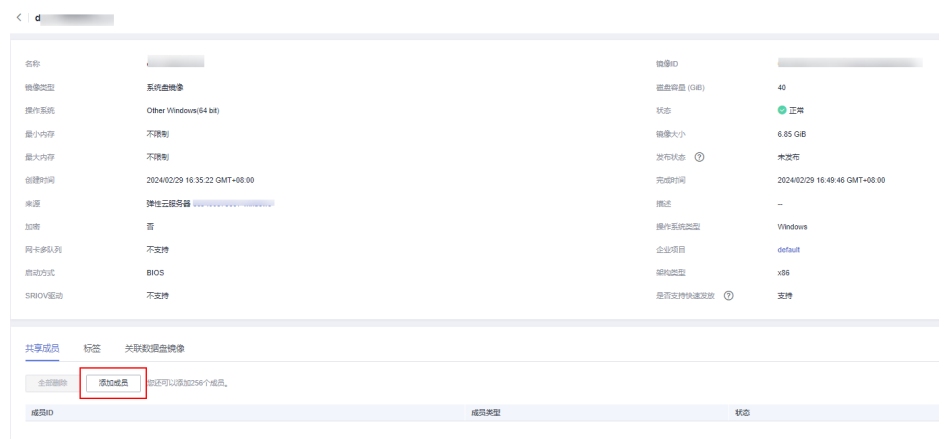 d
名称 镜像ID
镜像类型 系统盘镜像 磁盘容量 (GiB) 40
操作系统 Other Windows(64 bit) 状态 正常
最小内存 不限制 镜像大小 6.85 GiB
最大内存 不限制 发布状态 ? 未发布
创建时间 2024/02/29 16:35:22 GMT+08:00 完成时间 2024/02/29 16:49:46 GMT+08:00
来源 弹性云服务器 描述 --
加密 否 操作系统类型 Windows
网卡多队列 不支持 企业项目 default
启动方式 BIOS 架构类型 x86
SRIOV驱动 不支持 是否支持快速发放 ? 支持
共享成员 标签 关联数据盘镜像
全部删除 添加成员 您还可以添加256个成员。
成员ID 成员类型 状态